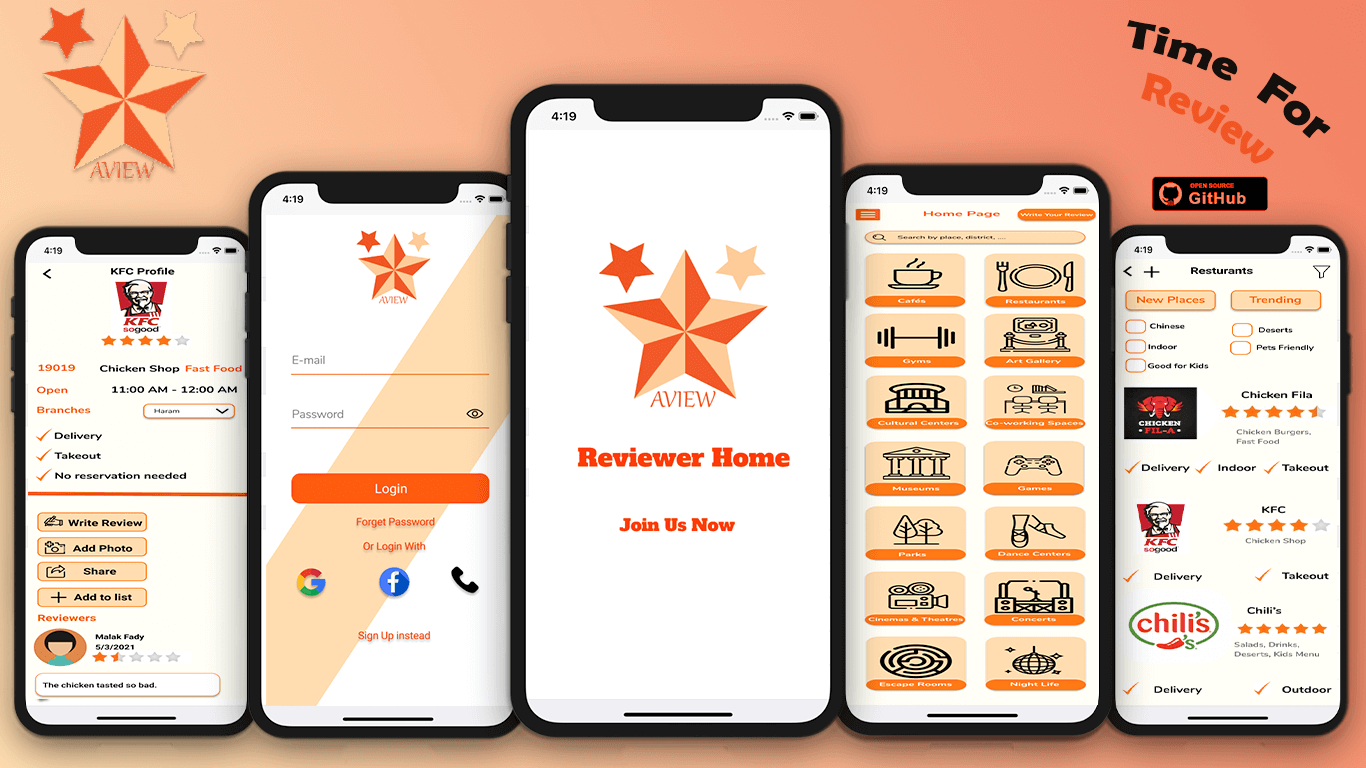 AVIEW
Time For
Review
OPEN SOURCE
GitHub
4:19
KFC Profile
KFC
so good
19019 Chicken Shop Fast Food
Open 11:00 AM - 12:00 AM
Branches Haram
Delivery
Takeout
No reservation needed
Write Review
Add Photo
Share
Add to list
Reviewers
Malak Fady
5/3/2021
The chicken tasted so bad.
4:19
AVIEW
E-mail
Password
Login
Forget Password
Or Login With
G f
Sign Up instead
4:19
AVIEW
Reviewer Home
Join Us Now
4:19
Home Page Write Your Review
Search by place, district, ....
Cafés Restaurants
Gyms Art Gallery
Cultural Centers Co-working Spaces
Museums Games
Parks Dance Centers
Cinemas & Theatres Concerts
Escape Rooms Night Life
4:19
Resturants
New Places Trending
Chinese Deserts
Indoor Pets Friendly
Good for Kids
CHICKEN
FIL-A
Chicken Fila
Chicken Burgers,
Fast Food
Delivery Indoor Takeout
KFC
so good
KFC
Chicken Shop
Delivery Takeout
chili's
Chili's
Salads, Drinks,
Deserts, Kids Menu
Delivery Outdoor